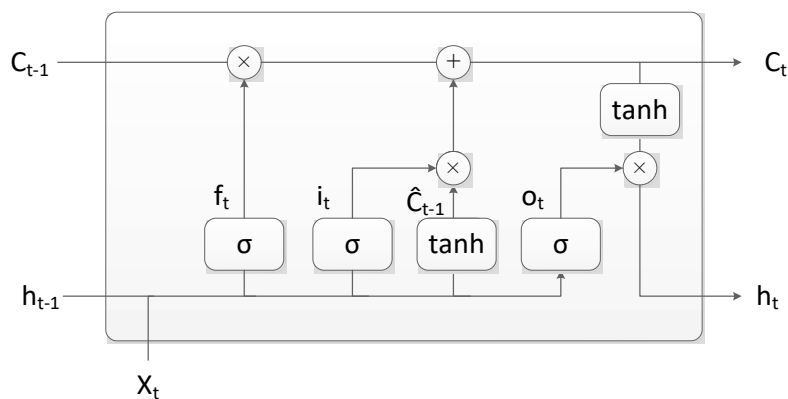 C_{t-1} × + C_t
tanh
× ×
f_t i_t Ĉ_{t-1} o_t
σ σ tanh σ
h_{t-1} h_t
X_t